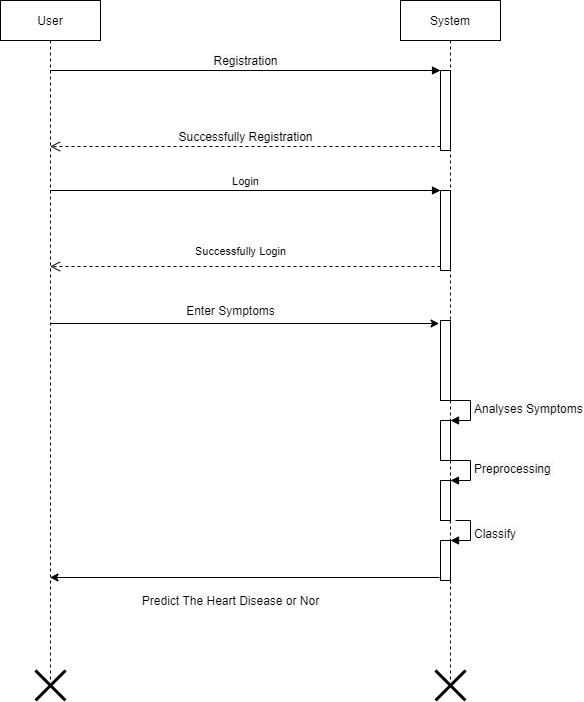 User
System
Registration
Successfully Registration
Login
Successfully Login
Enter Symptoms
Analyses Symptoms
Preprocessing
Classify
Predict The Heart Disease or Nor